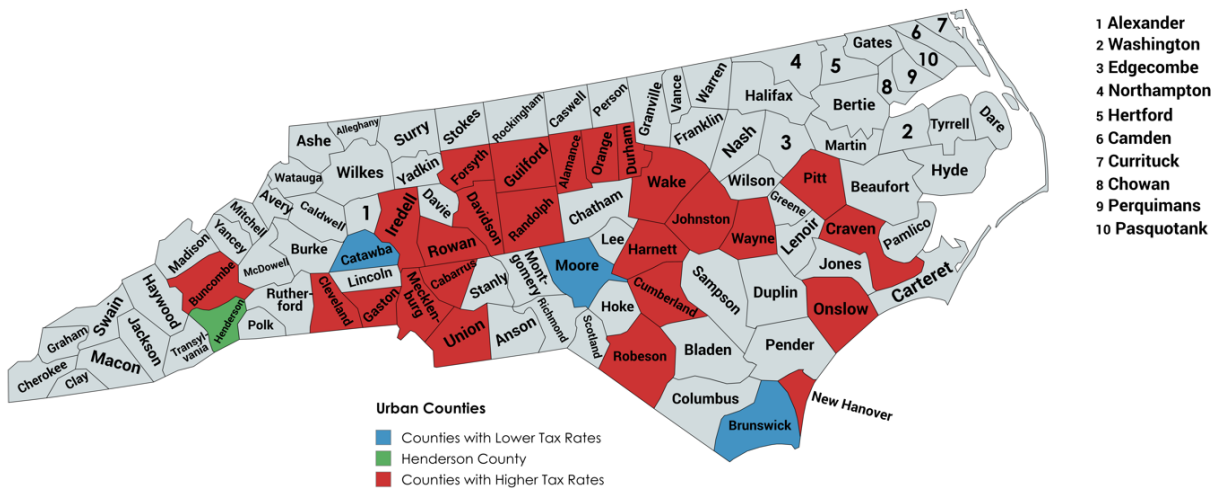 1 Alexander
2 Washington
3 Edgecombe
4 Northampton
5 Hertford
6 Camden
7 Currituck
8 Chowan
9 Perquimans
10 Pasquotank
Ashe
Alleghany
Surry
Stokes
Rockingham
Caswell
Person
Granville
Vance
Warren
Halifax
4
5
Gates
6
7
10
9
8
Bertie
Watauga
Wilkes
Yadkin
Forsyth
Guilford
Alamance
Orange
Durham
Franklin
Nash
3
Martin
2
Tyrrell
Dare
Mitchell
Avery
Caldwell
1
Iredell
Davie
Davidson
Randolph
Chatham
Wake
Wilson
Pitt
Beaufort
Hyde
Madison
Yancey
McDowell
Burke
Catawba
Rowan
Lee
Johnston
Greene
Wayne
Lenoir
Craven
Pamlico
Swain
Haywood
Buncombe
Ruther-
ford
Cleveland
Lincoln
Gaston
Mecklen-
burg
Cabarrus
Stanly
Mont-
gomery
Moore
Harnett
Jones
Carteret
Graham
Cherokee
Clay
Macon
Jackson
Transyl-
vania
Henderson
Polk
Union
Anson
Richmond
Scotland
Hoke
Cumberland
Sampson
Duplin
Onslow
Robeson
Bladen
Pender
Columbus
Brunswick
New Hanover
Urban Counties
Counties with Lower Tax Rates
Henderson County
Counties with Higher Tax Rates